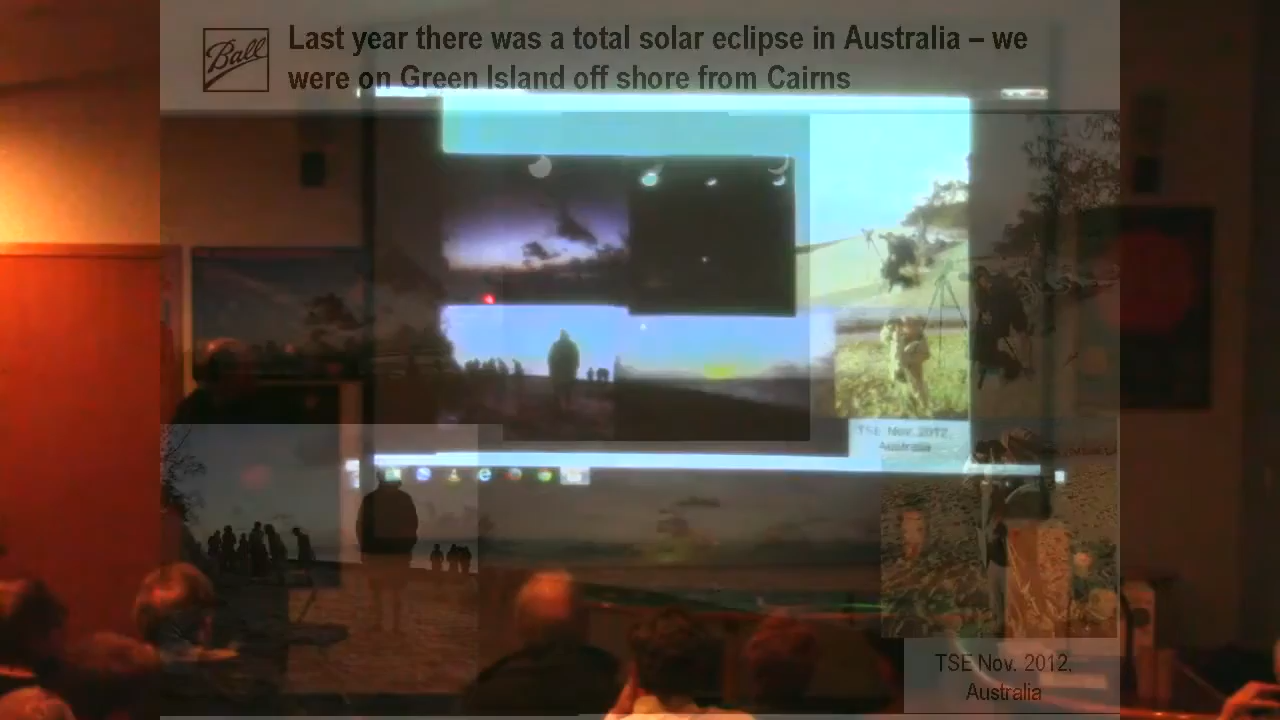 Ball
Last year there was a total solar eclipse in Australia – we
were on Green Island off shore from Cairns
TSE Nov. 2012,
Australia
TSE Nov. 2012,
Australia